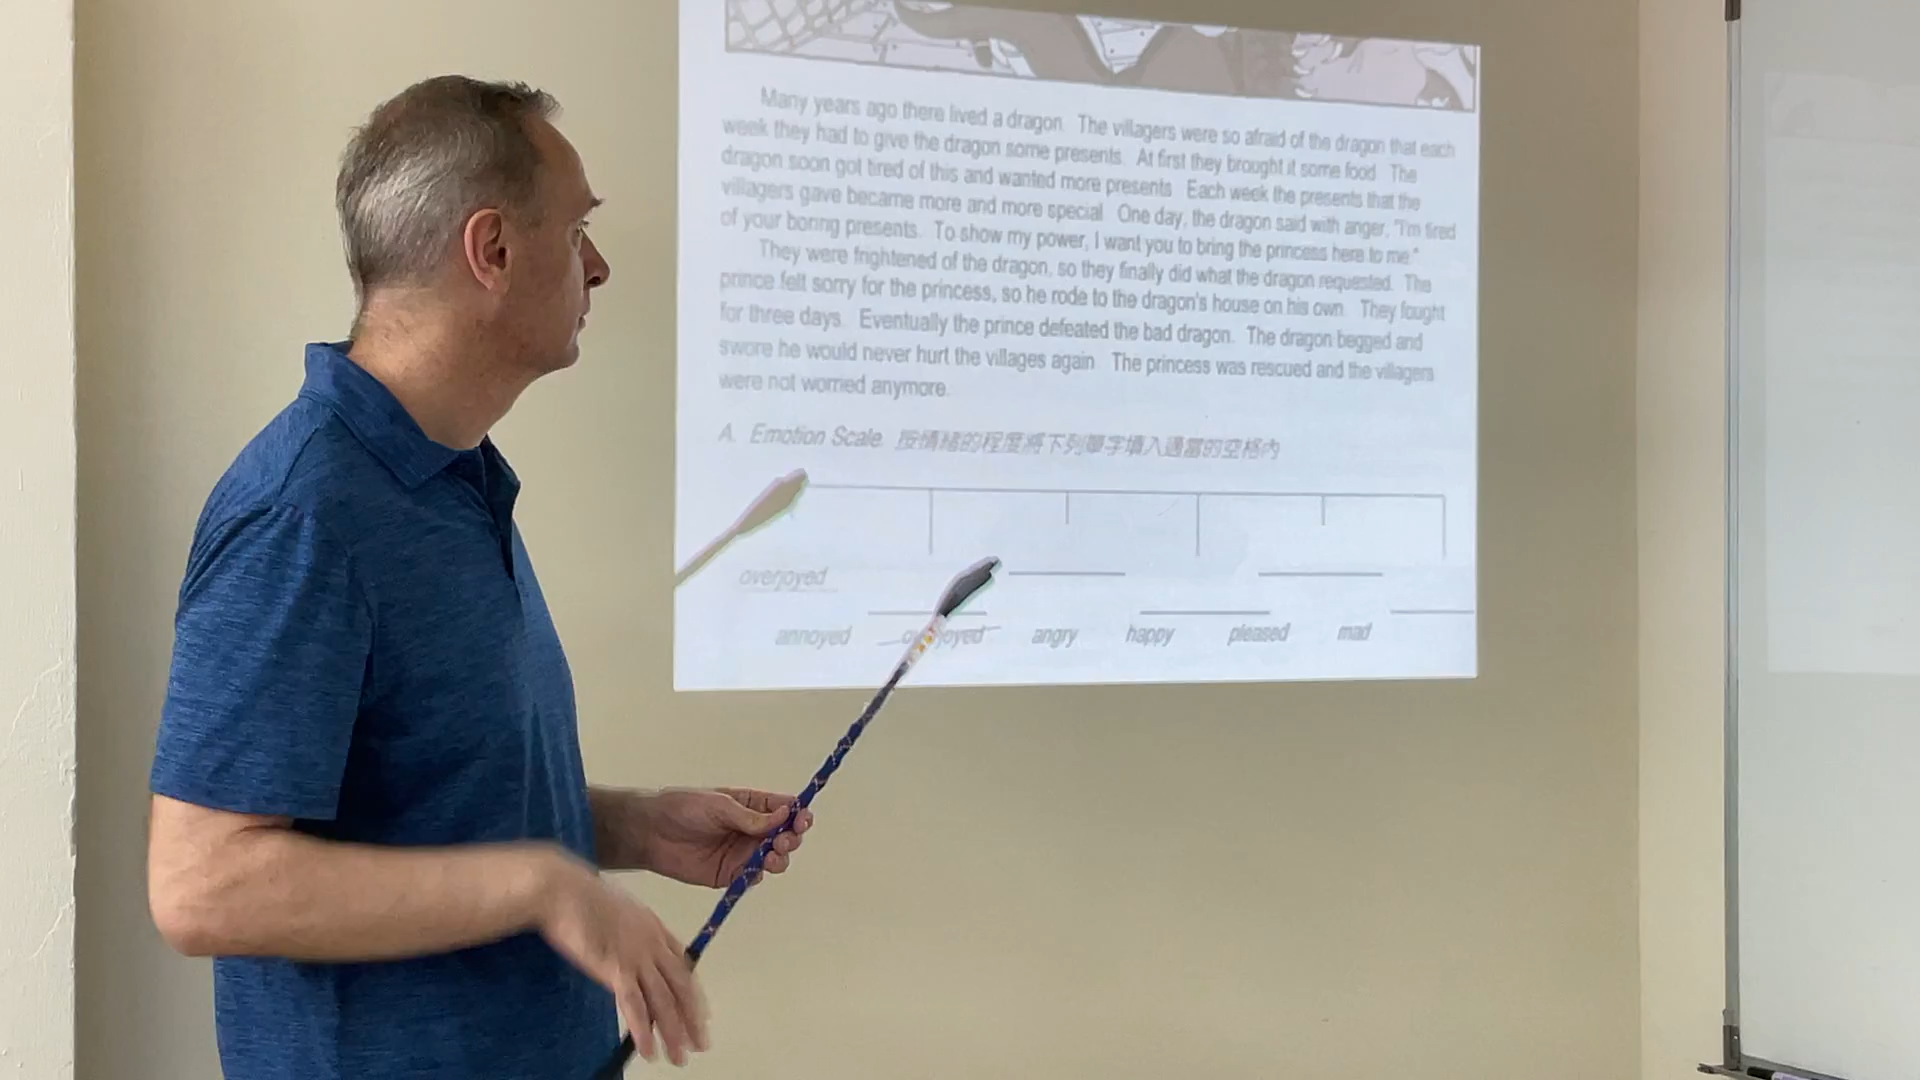 Many years ago there lived a dragon. The villagers were so afraid of the dragon that each
week they had to give the dragon some presents. At first they brought it some food. The
dragon soon got tired of this and wanted more presents. Each week the presents that the
villagers gave became more and more special. One day, the dragon said with anger, "I'm tired
of your boring presents. To show my power, I want you to bring the princess here to me."
They were frightened of the dragon, so they finally did what the dragon requested. The
prince felt sorry for the princess, so he rode to the dragon's house on his own. They fought
for three days. Eventually the prince defeated the bad dragon. The dragon begged and
swore he would never hurt the villages again. The princess was rescued and the villagers
were not worried anymore.
A. Emotion Scale 按情緒的程度將下列單字填入適當的空格內
overjoyed
annoyed overjoyed angry happy pleased mad